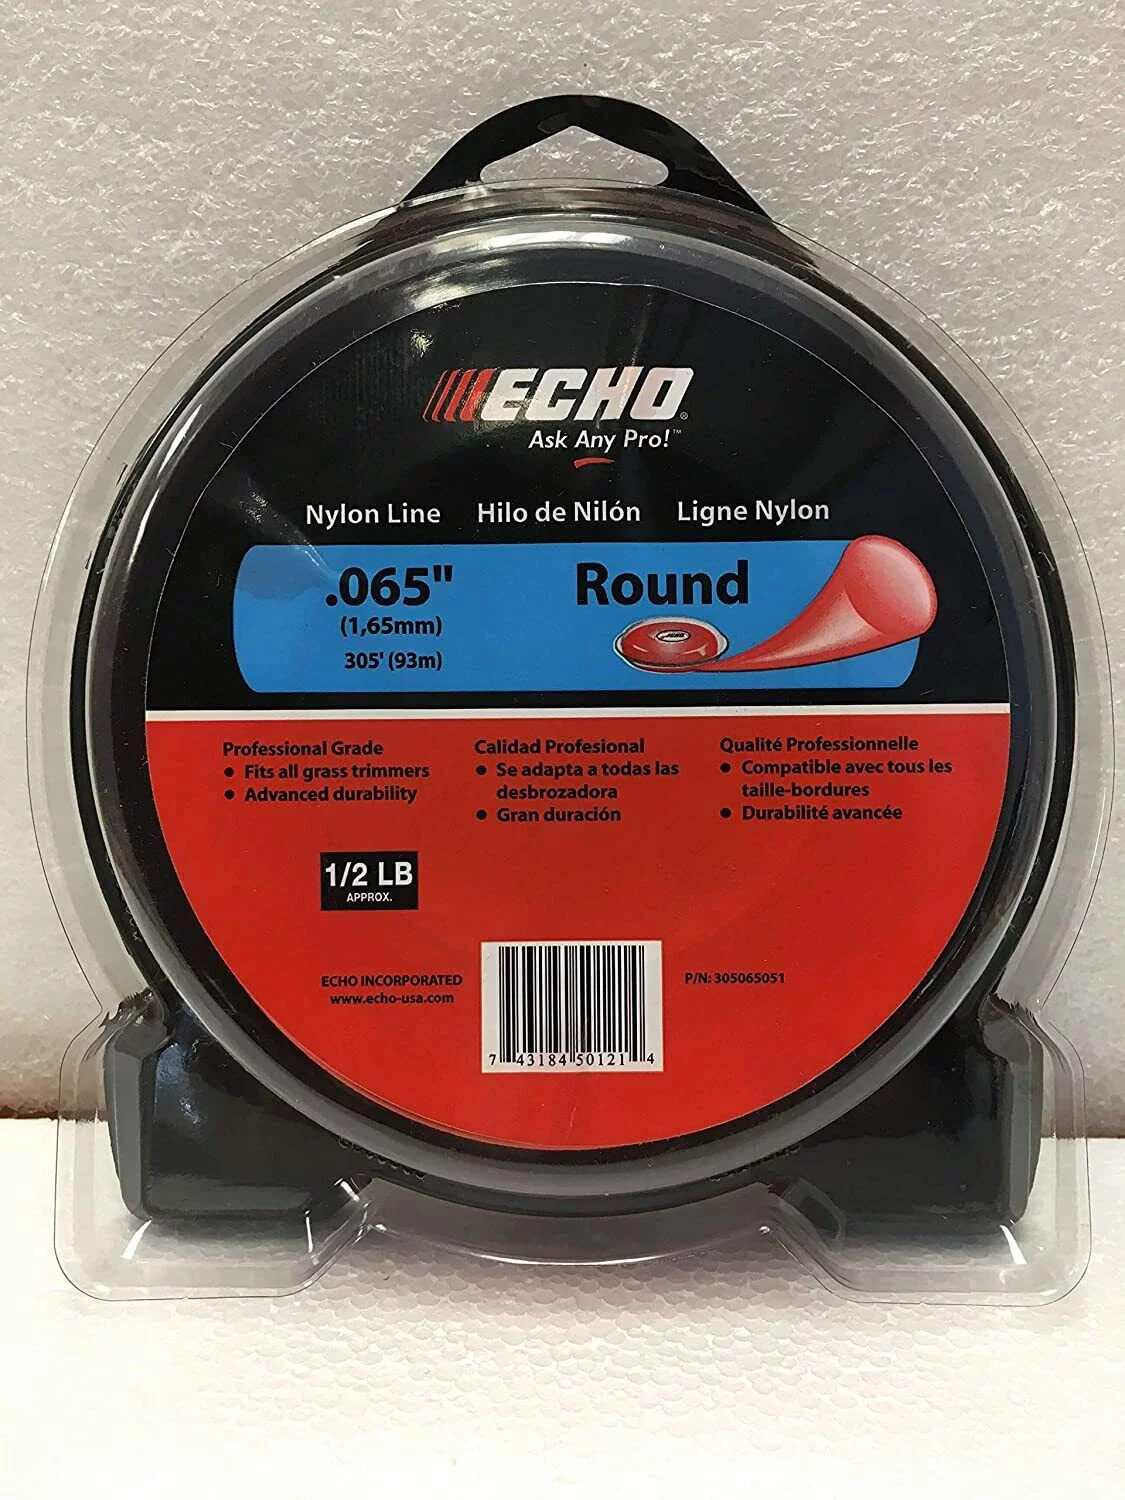 ECHO®
Ask Any Pro!™
Nylon Line Hilo de Nilón Ligne Nylon
.065" Round
(1,65mm)
305' (93m)
ECHO
Professional Grade
• Fits all grass trimmers
• Advanced durability
Calidad Profesional
• Se adapta a todas las
desbrozadora
• Gran duración
Qualité Professionnelle
• Compatible avec tous les
taille-bordures
• Durabilité avancée
1/2 LB
APPROX.
ECHO INCORPORATED
www.echo-usa.com
7 43184 50121 4
P/N: 305065051